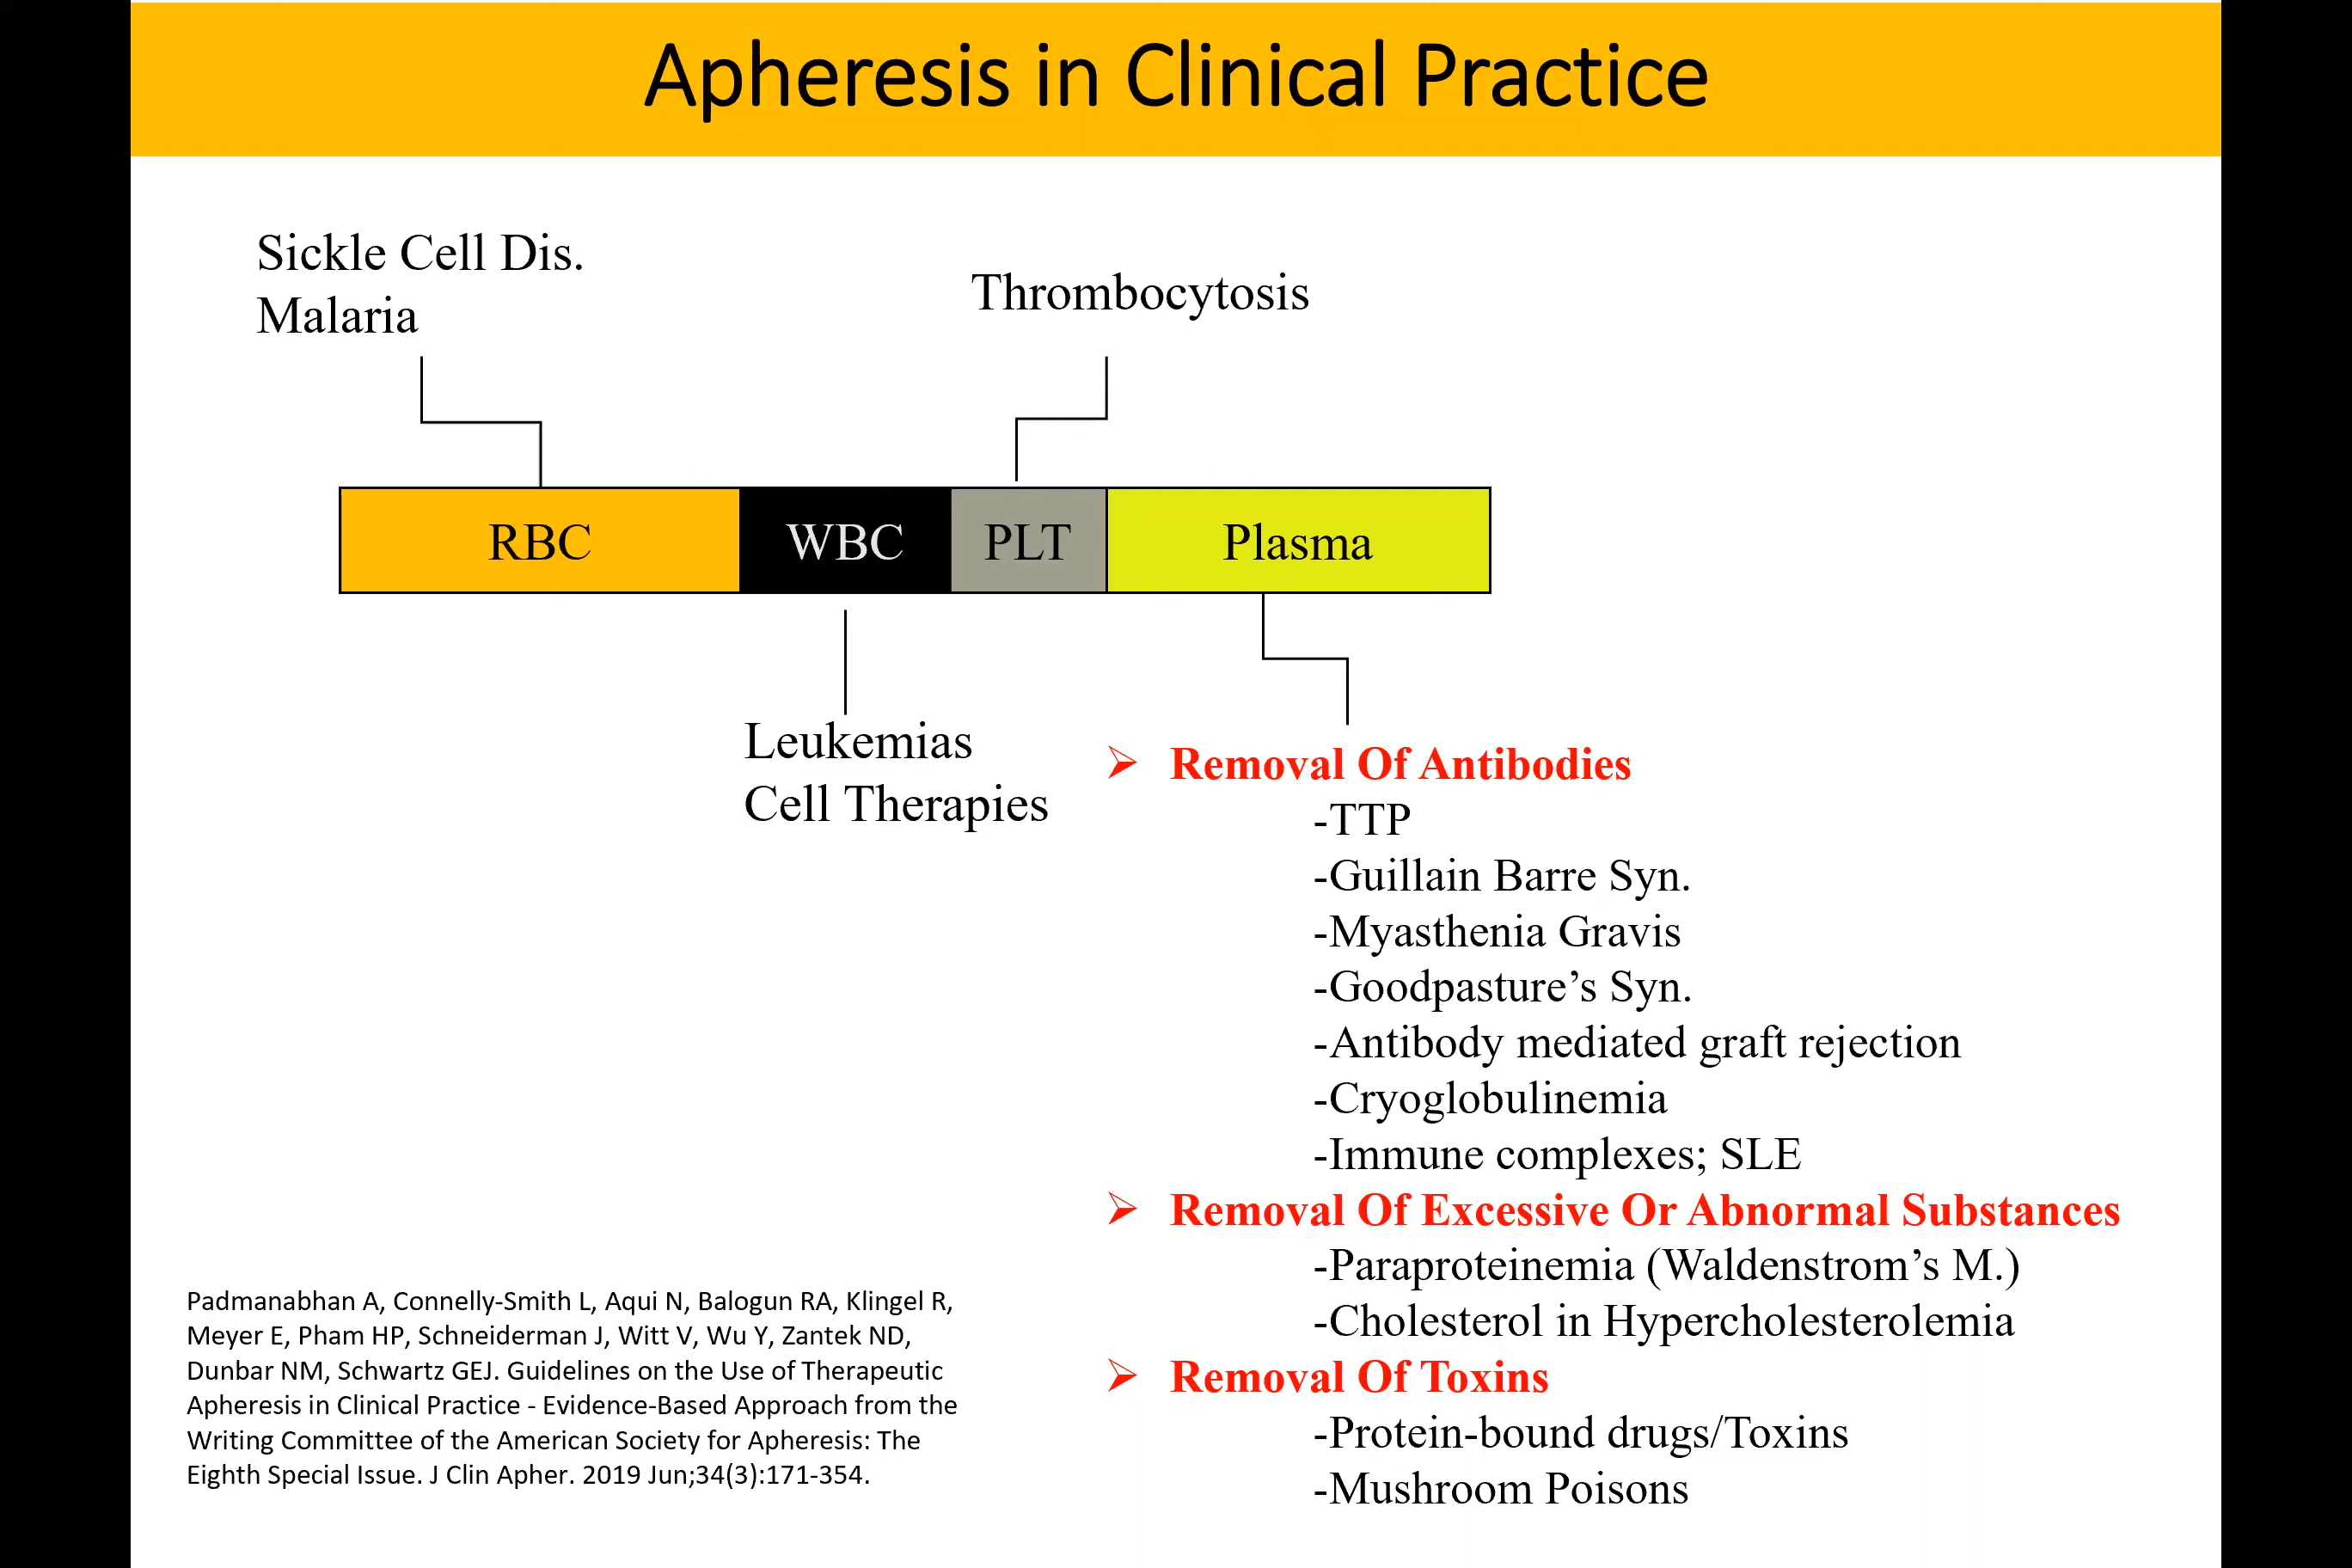 Apheresis in Clinical Practice
Sickle Cell Dis.
Malaria
Thrombocytosis
RBC
WBC
PLT
Plasma
Leukemias
Cell Therapies
➢ Removal Of Antibodies
-TTP
-Guillain Barre Syn.
-Myasthenia Gravis
-Goodpasture’s Syn.
-Antibody mediated graft rejection
-Cryoglobulinemia
-Immune complexes; SLE
➢ Removal Of Excessive Or Abnormal Substances
-Paraproteinemia (Waldenstrom’s M.)
-Cholesterol in Hypercholesterolemia
➢ Removal Of Toxins
-Protein-bound drugs/Toxins
-Mushroom Poisons
Padmanabhan A, Connelly-Smith L, Aqui N, Balogun RA, Klingel R,
Meyer E, Pham HP, Schneiderman J, Witt V, Wu Y, Zantek ND,
Dunbar NM, Schwartz GEJ. Guidelines on the Use of Therapeutic
Apheresis in Clinical Practice - Evidence-Based Approach from the
Writing Committee of the American Society for Apheresis: The
Eighth Special Issue. J Clin Apher. 2019 Jun;34(3):171-354.